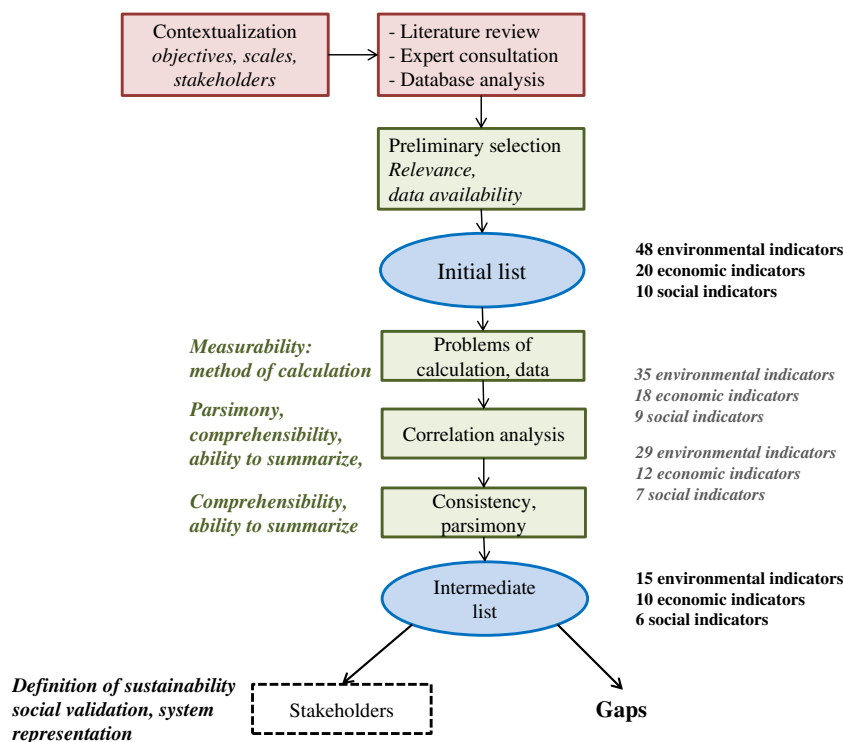 Contextualization
objectives, scales,
stakeholders
- Literature review
- Expert consultation
- Database analysis
Preliminary selection
Relevance,
data availability
Initial list
48 environmental indicators
20 economic indicators
10 social indicators
Measurability:
method of calculation
Problems of
calculation, data
35 environmental indicators
18 economic indicators
9 social indicators
Parsimony,
comprehensibility,
ability to summarize,
Correlation analysis
29 environmental indicators
12 economic indicators
7 social indicators
Comprehensibility,
ability to summarize
Consistency,
parsimony
Intermediate
list
15 environmental indicators
10 economic indicators
6 social indicators
Definition of sustainability
social validation, system
representation
Stakeholders
Gaps